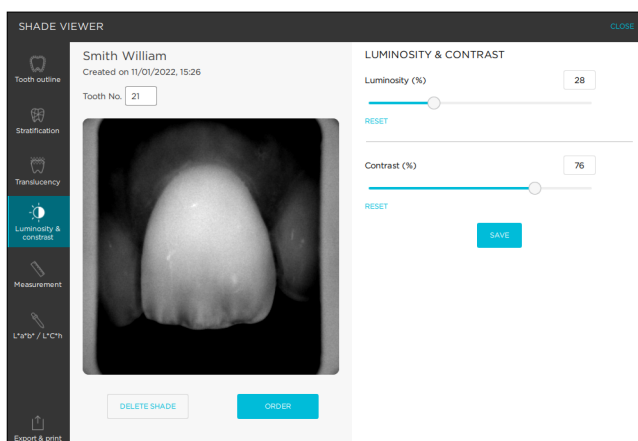 SHADE VIEWER
CLOSE
Tooth outline
Stratification
Translucency
Luminosity &
constrast
Measurement
L*a*b* / L*C*h
Export & print
Smith William
Created on 11/01/2022, 15:26
Tooth No. 21
DELETE SHADE
ORDER
LUMINOSITY & CONTRAST
Luminosity (%) 28
RESET
Contrast (%) 76
RESET
SAVE